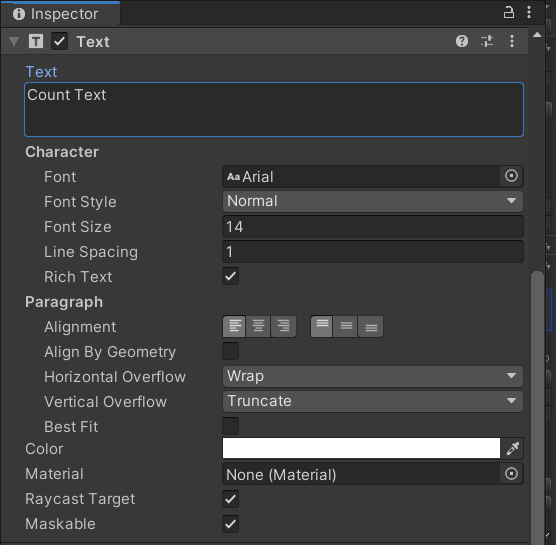 Inspector
Text
Text
Count Text
Character
Font Aa Arial
Font Style Normal
Font Size 14
Line Spacing 1
Rich Text
Paragraph
Alignment
Align By Geometry
Horizontal Overflow Wrap
Vertical Overflow Truncate
Best Fit
Color
Material None (Material)
Raycast Target
Maskable